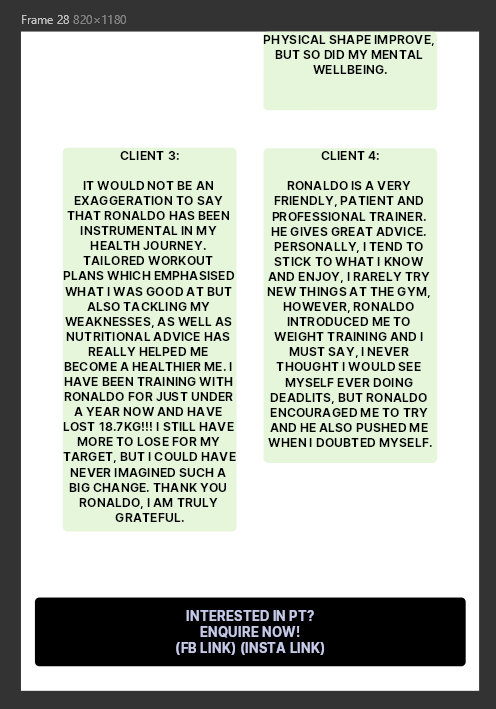 Frame 28 820×1180
PHYSICAL SHAPE IMPROVE,
BUT SO DID MY MENTAL
WELLBEING.
CLIENT 3:
IT WOULD NOT BE AN
EXAGGERATION TO SAY
THAT RONALDO HAS BEEN
INSTRUMENTAL IN MY
HEALTH JOURNEY.
TAILORED WORKOUT
PLANS WHICH EMPHASISED
WHAT I WAS GOOD AT BUT
ALSO TACKLING MY
WEAKNESSES, AS WELL AS
NUTRITIONAL ADVICE HAS
REALLY HELPED ME
BECOME A HEALTHIER ME. I
HAVE BEEN TRAINING WITH
RONALDO FOR JUST UNDER
A YEAR NOW AND HAVE
LOST 18.7KG!!! I STILL HAVE
MORE TO LOSE FOR MY
TARGET, BUT I COULD HAVE
NEVER IMAGINED SUCH A
BIG CHANGE. THANK YOU
RONALDO, I AM TRULY
GRATEFUL.
CLIENT 4:
RONALDO IS A VERY
FRIENDLY, PATIENT AND
PROFESSIONAL TRAINER.
HE GIVES GREAT ADVICE.
PERSONALLY, I TEND TO
STICK TO WHAT I KNOW
AND ENJOY, I RARELY TRY
NEW THINGS AT THE GYM,
HOWEVER, RONALDO
INTRODUCED ME TO
WEIGHT TRAINING AND I
MUST SAY, I NEVER
THOUGHT I WOULD SEE
MYSELF EVER DOING
DEADLITS, BUT RONALDO
ENCOURAGED ME TO TRY
AND HE ALSO PUSHED ME
WHEN I DOUBTED MYSELF.
INTERESTED IN PT?
ENQUIRE NOW!
(FB LINK) (INSTA LINK)